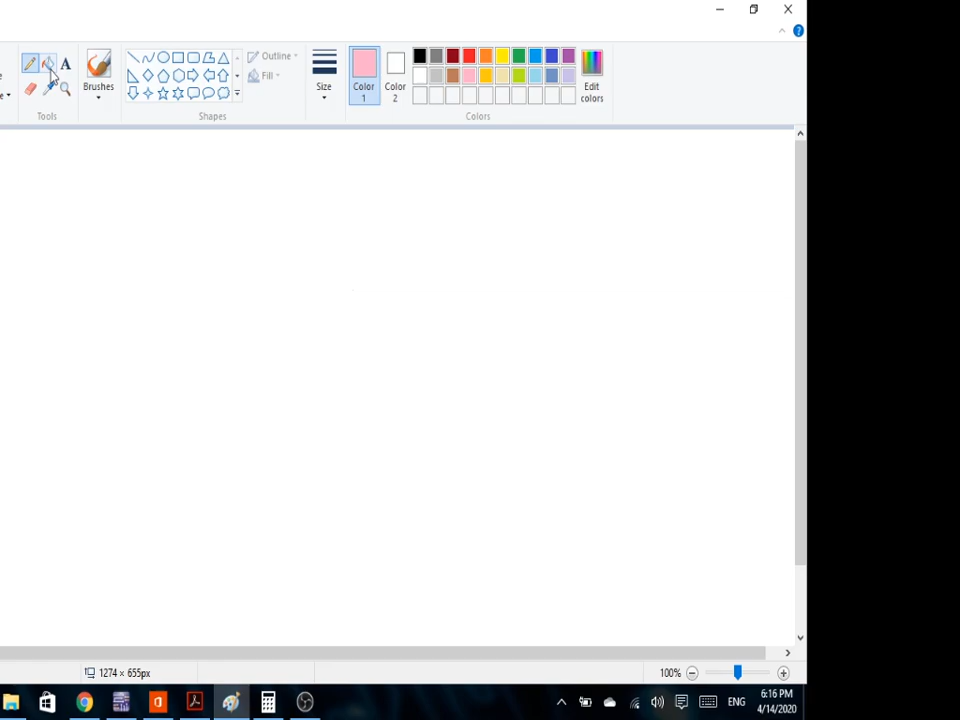 Outline
Fill
Brushes
Size
Color 1
Color 2
Edit colors
Tools
Shapes
Colors
1274 × 655px
100%
ENG
6:16 PM
4/14/2020